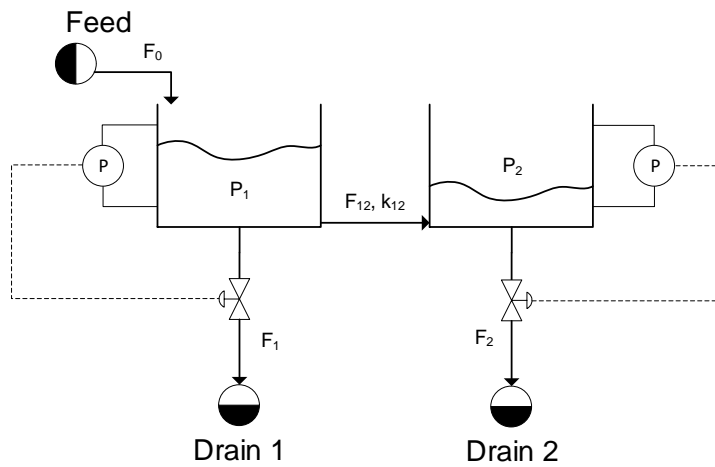 Feed
F₀
P
P₁
F₁₂, k₁₂
P₂
P
F₁
F₂
Drain 1
Drain 2